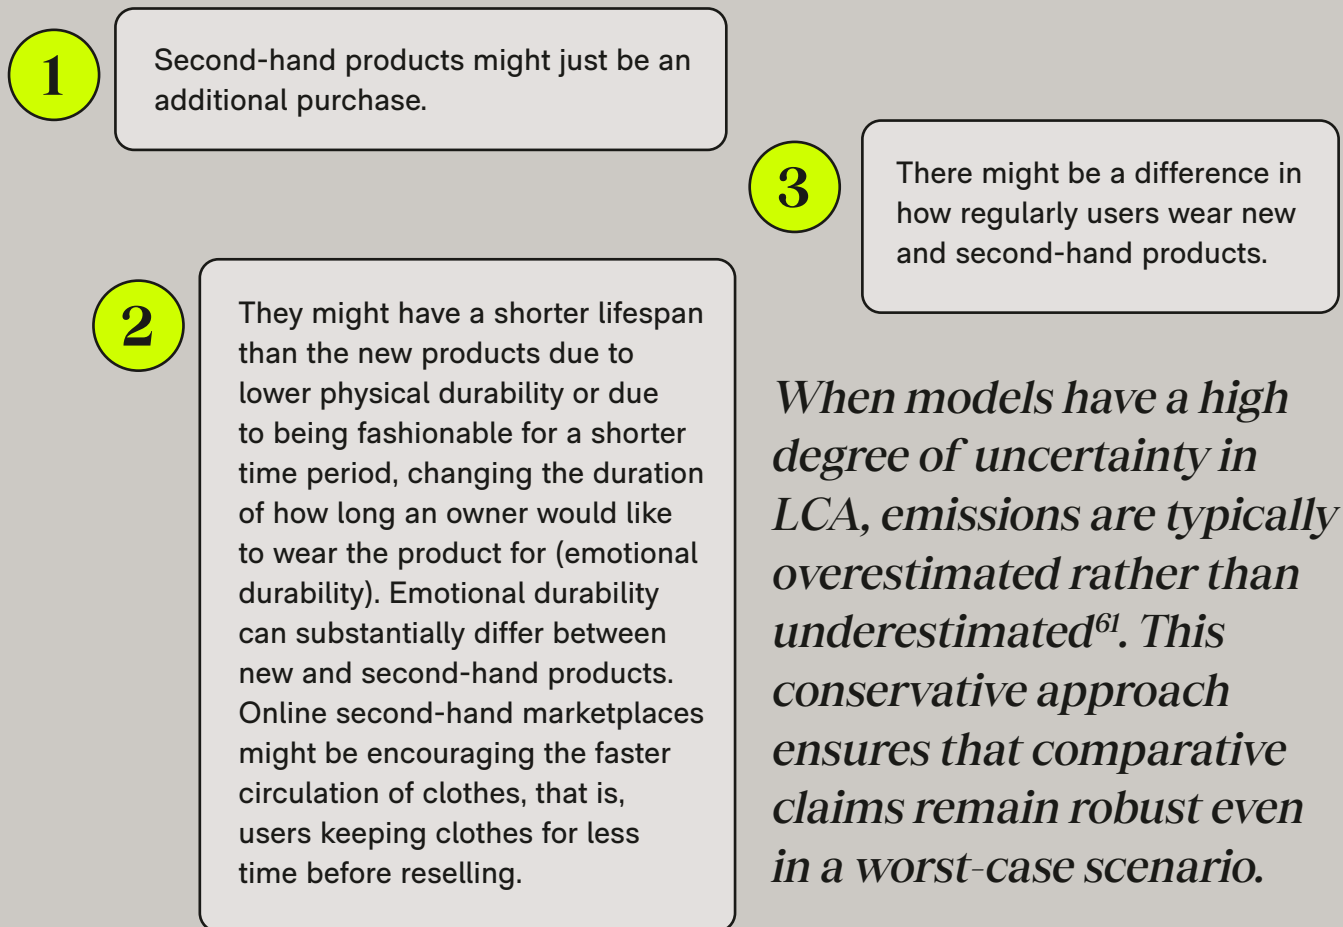 1
Second-hand products might just be an
additional purchase.
2
They might have a shorter lifespan
than the new products due to
lower physical durability or due
to being fashionable for a shorter
time period, changing the duration
of how long an owner would like
to wear the product for (emotional
durability). Emotional durability
can substantially differ between
new and second-hand products.
Online second-hand marketplaces
might be encouraging the faster
circulation of clothes, that is,
users keeping clothes for less
time before reselling.
3
There might be a difference in
how regularly users wear new
and second-hand products.
When models have a high
degree of uncertainty in
LCA, emissions are typically
overestimated rather than
underestimated⁶¹. This
conservative approach
ensures that comparative
claims remain robust even
in a worst-case scenario.